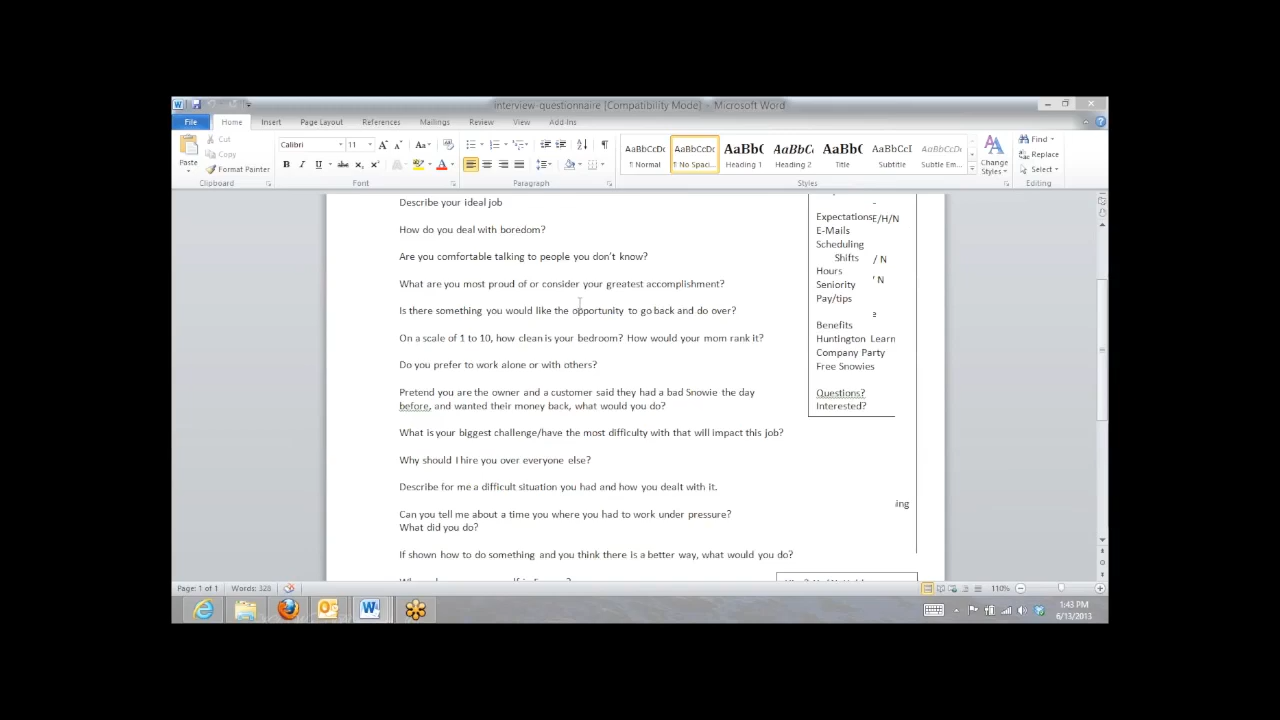 interview-questionnaire [Compatibility Mode] - Microsoft Word
File Home Insert Page Layout References Mailings Review View Add-Ins
Paste
Cut
Copy
Format Painter
Clipboard
Calibri 11
Font
Paragraph
AaBbCcDc AaBbCcDc AaBbC AaBbCc AaBb( AaBbCcI AaBbCcDc
¶ Normal ¶ No Spaci... Heading 1 Heading 2 Title Subtitle Subtle Em...
Styles
Change Styles
Find
Replace
Select
Editing
Describe your ideal job
How do you deal with boredom?
Are you comfortable talking to people you don't know?
What are you most proud of or consider your greatest accomplishment?
Is there something you would like the opportunity to go back and do over?
On a scale of 1 to 10, how clean is your bedroom? How would your mom rank it?
Do you prefer to work alone or with others?
Pretend you are the owner and a customer said they had a bad Snowie the day
before, and wanted their money back, what would you do?
What is your biggest challenge/have the most difficulty with that will impact this job?
Why should I hire you over everyone else?
Describe for me a difficult situation you had and how you dealt with it.
Can you tell me about a time you where you had to work under pressure?
What did you do?
If shown how to do something and you think there is a better way, what would you do?
Expectations E/H/N
E-Mails
Scheduling
Shifts / N
Hours
Seniority ' N
Pay/tips
e
Benefits
Huntington Learn
Company Party
Free Snowies
Questions?
Interested?
ing
Page: 1 of 1 Words: 328 110%
1:43 PM
6/13/2013